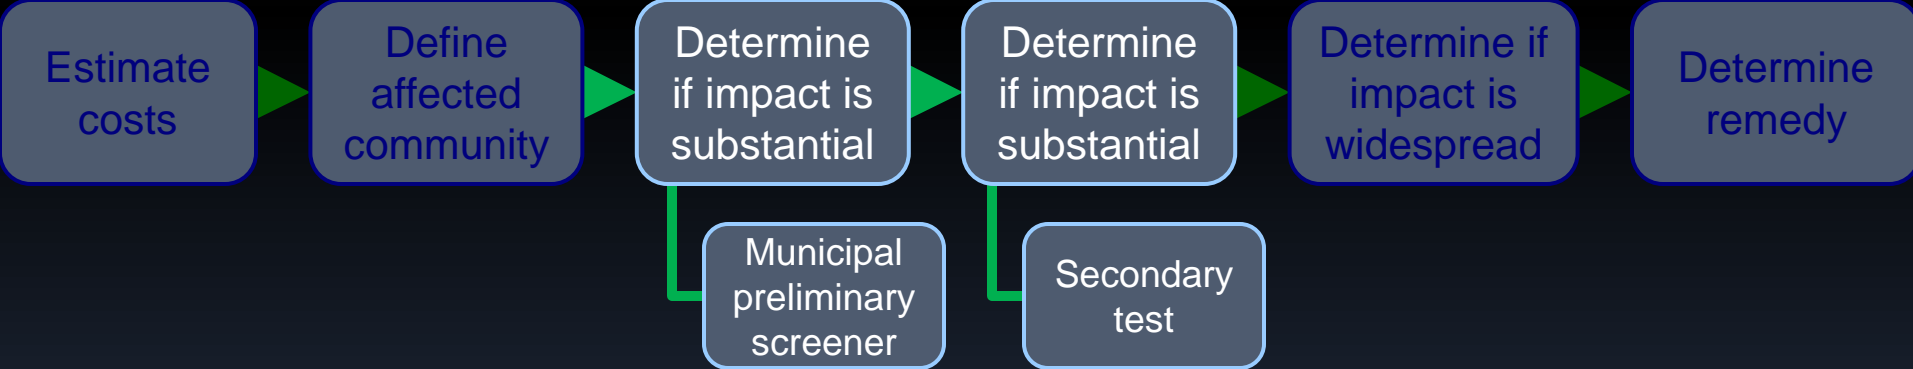 Estimate
costs
Define
affected
community
Determine
if impact is
substantial
Determine
if impact is
substantial
Determine if
impact is
widespread
Determine
remedy
Municipal
preliminary
screener
Secondary
test